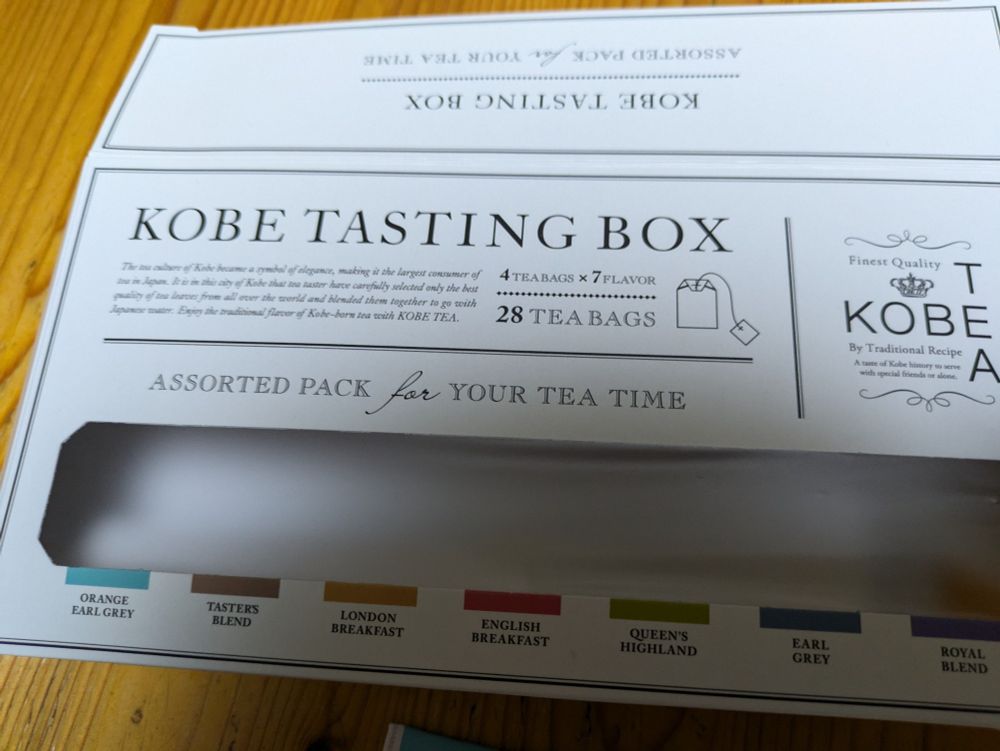 ASSORTED PACK for YOUR TEA TIME
KOBE TASTING BOX
KOBE TASTING BOX
The tea culture of Kobe became a symbol of elegance, making it the largest consumer of
tea in Japan. It is in this city of Kobe that tea taster have carefully selected only the best
quality of tea leaves from all over the world and blended them together to go with
Japanese water. Enjoy the traditional flavor of Kobe-born tea with KOBE TEA.
4 TEABAGS × 7 FLAVOR
28 TEABAGS
ASSORTED PACK for YOUR TEA TIME
Finest Quality
T
KOBE
By Traditional Recipe
A taste of Kobe history to serve
with special friends or alone.
A
ORANGE
EARL GREY
TASTER'S
BLEND
LONDON
BREAKFAST
ENGLISH
BREAKFAST
QUEEN'S
HIGHLAND
EARL
GREY
ROYAL
BLEND